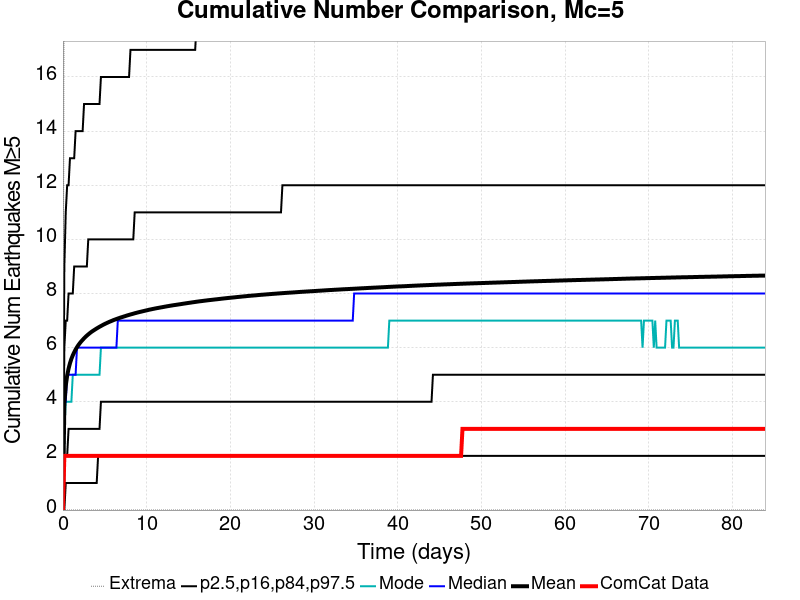 Cumulative Number Comparison, Mc=5
Cumulative Num Earthquakes M≥5
16
14
12
10
8
6
4
2
0
0 10 20 30 40 50 60 70 80
Time (days)
Extrema p2.5,p16,p84,p97.5 Mode Median Mean ComCat Data